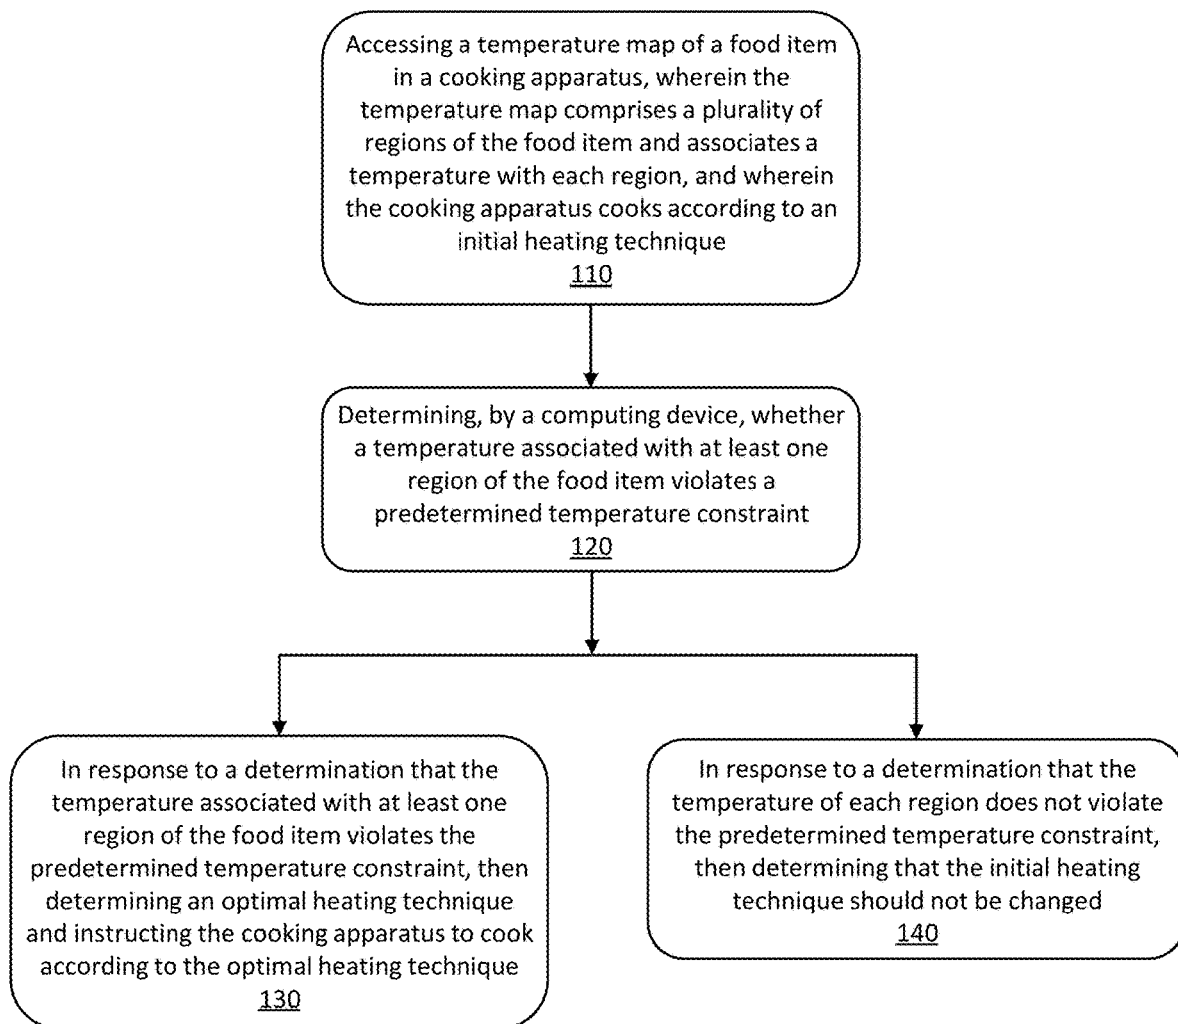 Accessing a temperature map of a food item
in a cooking apparatus, wherein the
temperature map comprises a plurality of
regions of the food item and associates a
temperature with each region, and wherein
the cooking apparatus cooks according to an
initial heating technique
110
Determining, by a computing device, whether
a temperature associated with at least one
region of the food item violates a
predetermined temperature constraint
120
In response to a determination that the
temperature associated with at least one
region of the food item violates the
predetermined temperature constraint, then
determining an optimal heating technique
and instructing the cooking apparatus to cook
according to the optimal heating technique
130
In response to a determination that the
temperature of each region does not violate
the predetermined temperature constraint,
then determining that the initial heating
technique should not be changed
140